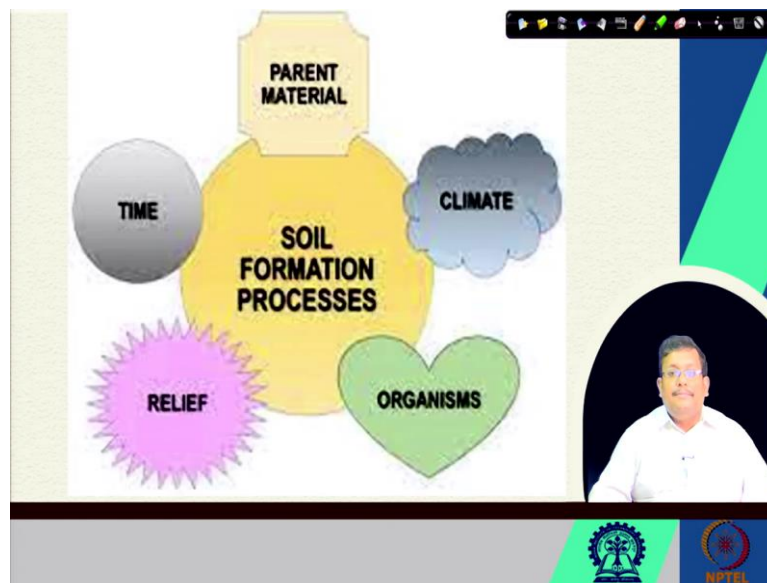 PARENT
MATERIAL
TIME
CLIMATE
SOIL
FORMATION
PROCESSES
RELIEF
ORGANISMS
NPTEL